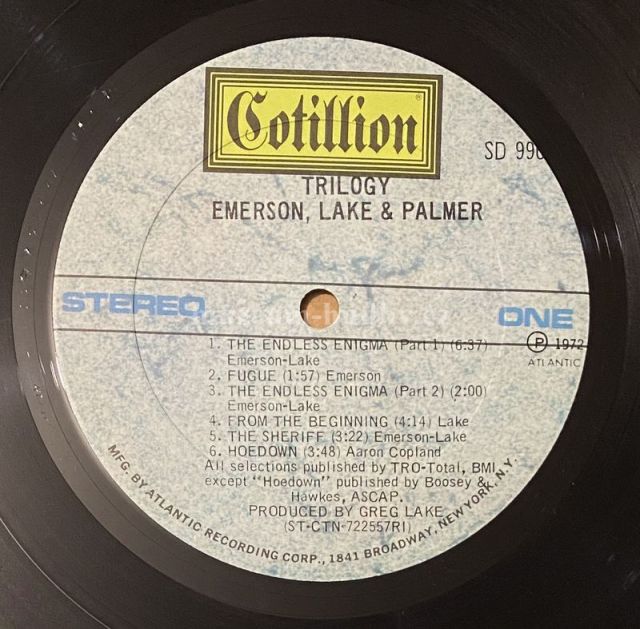 Cotillion
®
SD 990
TRILOGY
EMERSON, LAKE & PALMER
STEREO
ONE
1. THE ENDLESS ENIGMA (Part 1) (6:37)
Emerson-Lake
Ⓟ 1972
ATLANTIC
2. FUGUE (1:57) Emerson
3. THE ENDLESS ENIGMA (Part 2) (2:00)
Emerson-Lake
4. FROM THE BEGINNING (4:14) Lake
5. THE SHERIFF (3:22) Emerson-Lake
6. HOEDOWN (3:48) Aaron Copland
All selections published by TRO-Total, BMI
except "Hoedown" published by Boosey &
Hawkes, ASCAP.
PRODUCED BY GREG LAKE
(ST-CTN-722557RI)
MFG. BY ATLANTIC RECORDING CORP., 1841 BROADWAY, NEW YORK, N.Y.